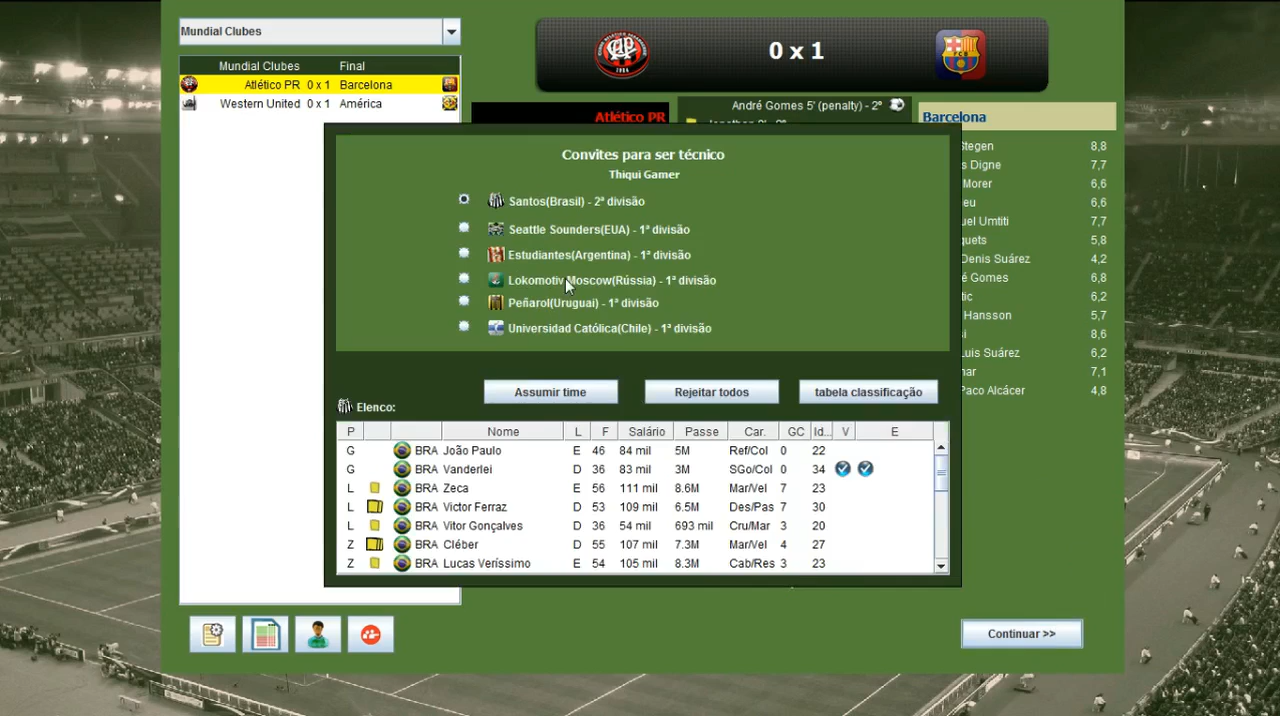 Mundial Clubes
0 x 1
Mundial Clubes Final
Atlético PR 0 x 1 Barcelona
Western United 0 x 1 América
Atlético PR
André Gomes 5' (penalty) - 2º
Barcelona
Stegen 8,8
s Digne 7,7
Morer 6,6
eu 6,6
uel Umtiti 7,7
quets 5,8
Denis Suárez 4,2
é Gomes 6,8
tic 6,2
Hansson 5,7
si 8,6
Luis Suárez 6,2
nar 7,1
Paco Alcácer 4,8
Convites para ser técnico
Thiqui Gamer
Santos(Brasil) - 2ª divisão
Seattle Sounders(EUA) - 1ª divisão
Estudiantes(Argentina) - 1ª divisão
Lokomotiv Moscow(Rússia) - 1ª divisão
Peñarol(Uruguai) - 1ª divisão
Universidad Católica(Chile) - 1ª divisão
Assumir time Rejeitar todos tabela classificação
Elenco:
P Nome L F Salário Passe Car. GC Id... V E
G BRA João Paulo E 46 84 mil 5M Ref/Col 0 22
G BRA Vanderlei D 36 83 mil 3M SGo/Col 0 34
L BRA Zeca E 56 111 mil 8.6M Mar/Vel 7 23
L BRA Victor Ferraz D 53 109 mil 6.5M Des/Pas 7 30
L BRA Vitor Gonçalves D 36 54 mil 693 mil Cru/Mar 3 20
Z BRA Cléber D 55 107 mil 7.3M Mar/Vel 4 27
Z BRA Lucas Veríssimo E 54 105 mil 8.3M Cab/Res 3 23
Continuar >>